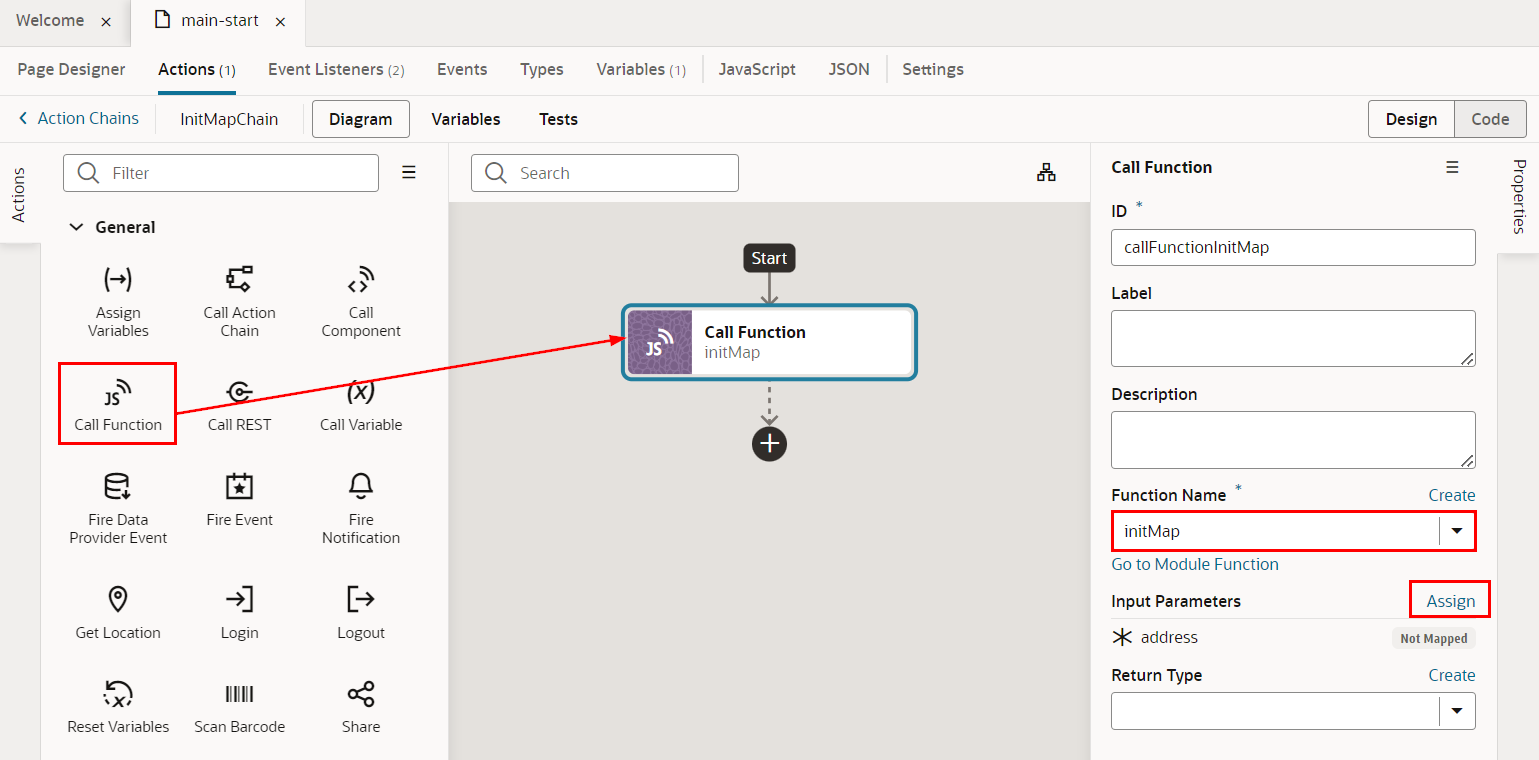 Welcome ×
main-start ×
Page Designer
Actions (1)
Event Listeners (2)
Events
Types
Variables (1)
JavaScript
JSON
Settings
Action Chains
InitMapChain
Diagram
Variables
Tests
Design
Code
Actions
Filter
General
Assign
Variables
Call Action
Chain
Call
Component
JS
Call Function
Call REST
(x)
Call Variable
Fire Data
Provider Event
Fire Event
Fire
Notification
Get Location
Login
Logout
x
Reset Variables
Scan Barcode
Share
Search
Start
JS
Call Function
initMap
Call Function
ID *
callFunctionInitMap
Label
Description
Function Name *
Create
initMap
Go to Module Function
Input Parameters
Assign
address
Not Mapped
Return Type
Create
Properties